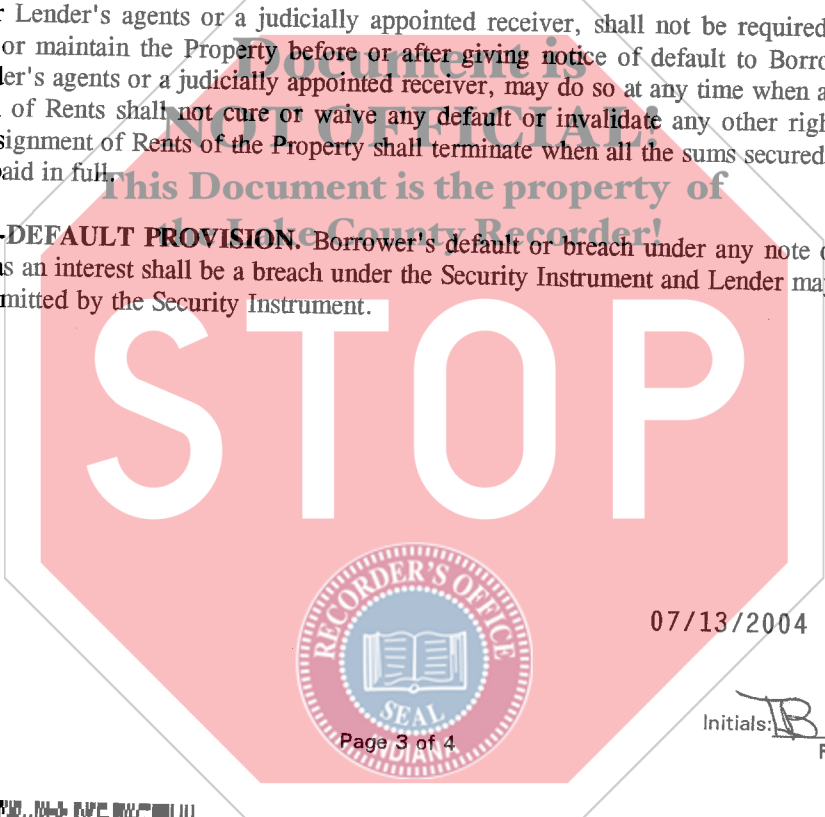 r Lender's agents or a judicially appointed receiver, shall not be required
or maintain the Property before or after giving notice of default to Borro
der's agents or a judicially appointed receiver, may do so at any time when a
of Rents shall not cure or waive any default or invalidate any other righ
signment of Rents of the Property shall terminate when all the sums secured
paid in full.
Document is
NOT OFFICIAL!
This Document is the property of
the Lake County Recorder!
-DEFAULT PROVISION. Borrower's default or breach under any note o
as an interest shall be a breach under the Security Instrument and Lender may
mitted by the Security Instrument.
STOP
RECORDER'S OFFICE
SEAL
INDIANA
07/13/2004
Initials: TB
Page 3 of 4
F